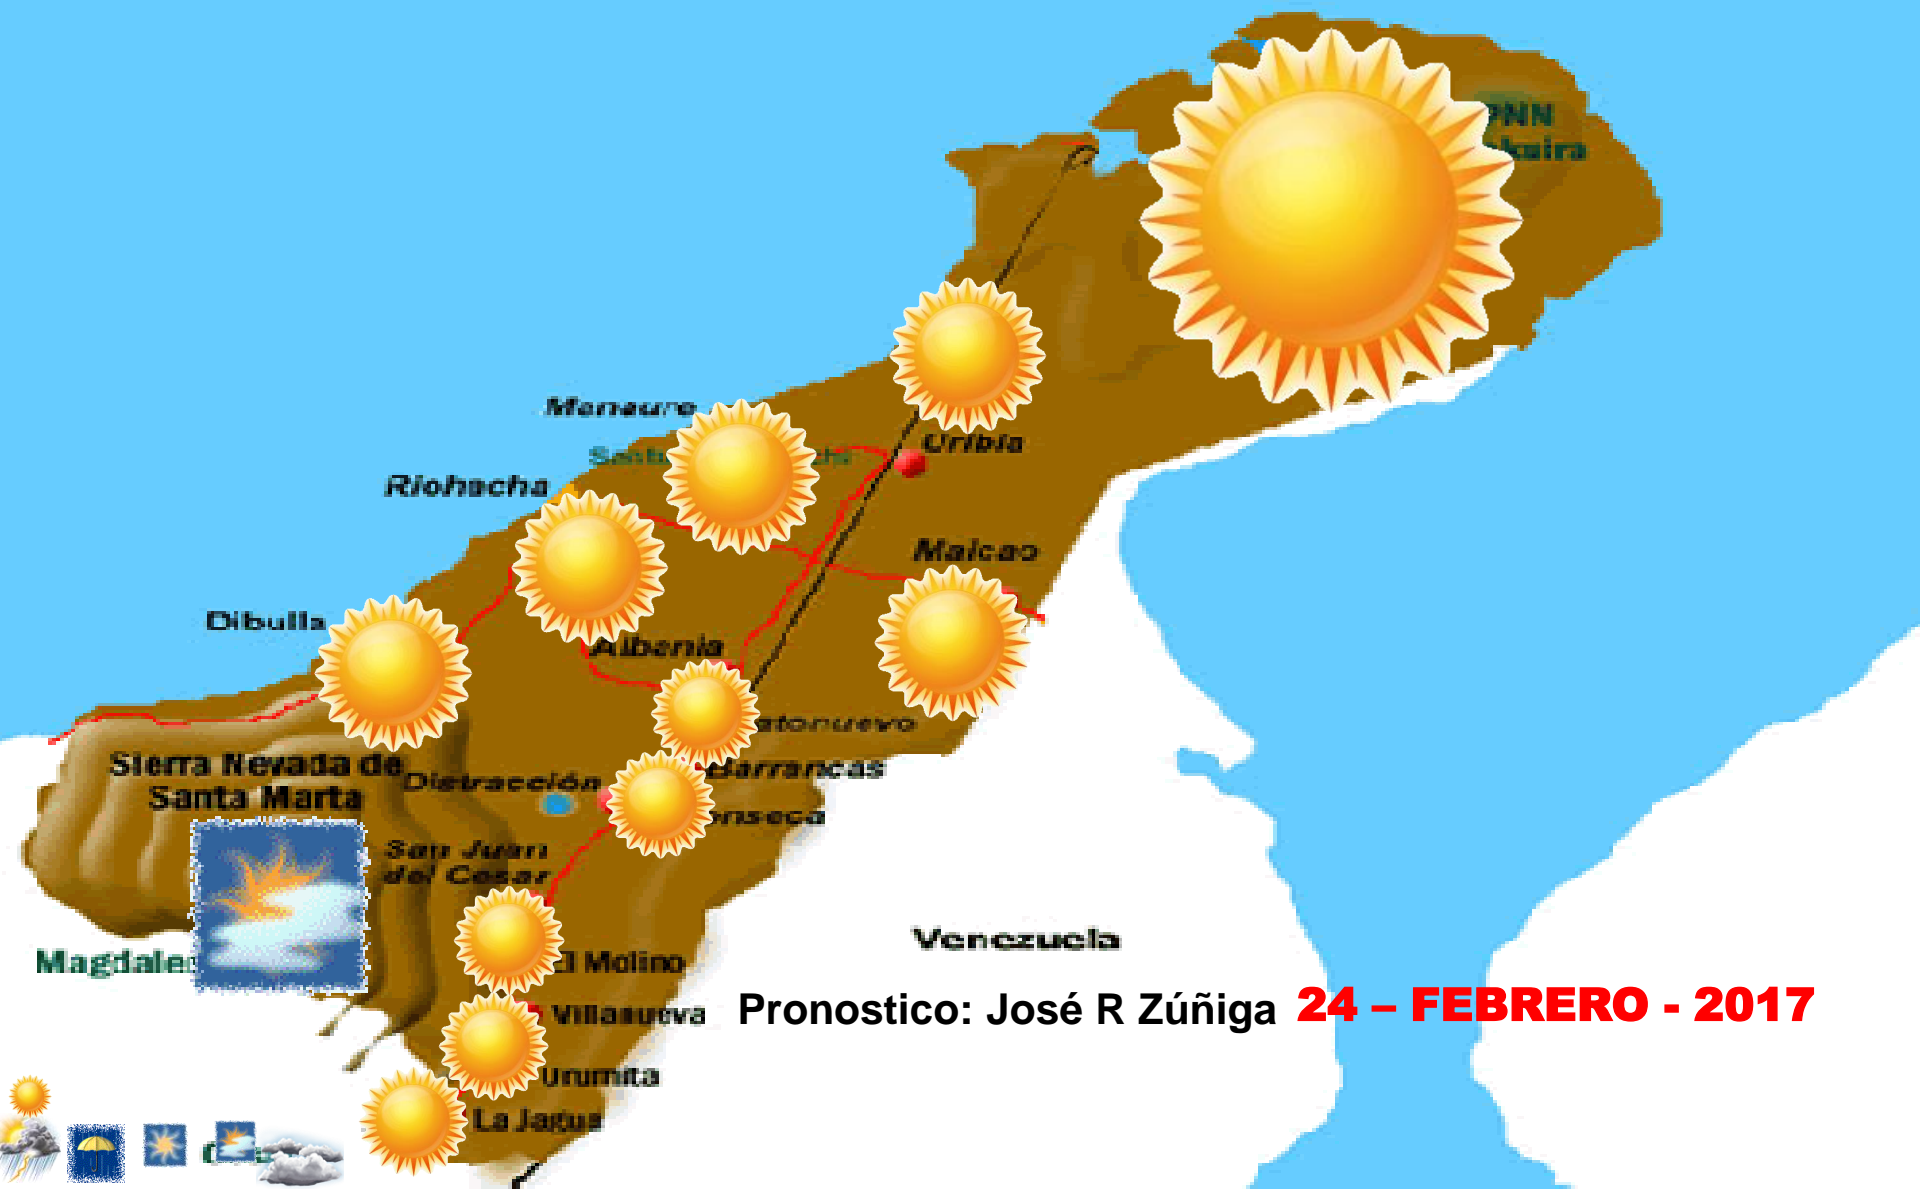 PNN
Manaure
Uribia
Riohacha
Maicao
Dibulla
Albania
Barrancas
Sierra Nevada de
Santa Marta
Distracción
San Juan
del Cesar
Venezuela
El Molino
Villanueva
Pronostico: José R Zúñiga 24 – FEBRERO - 2017
Urumita
La Jagua